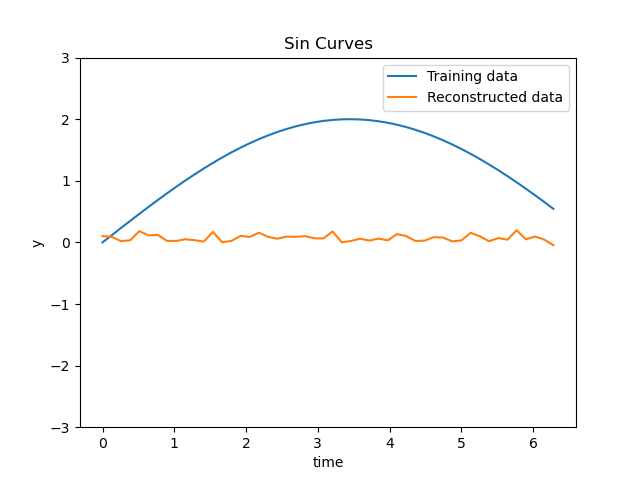 Sin Curves
Training data
Reconstructed data
3
2
1
0
−1
−2
−3
y
0 1 2 3 4 5 6
time